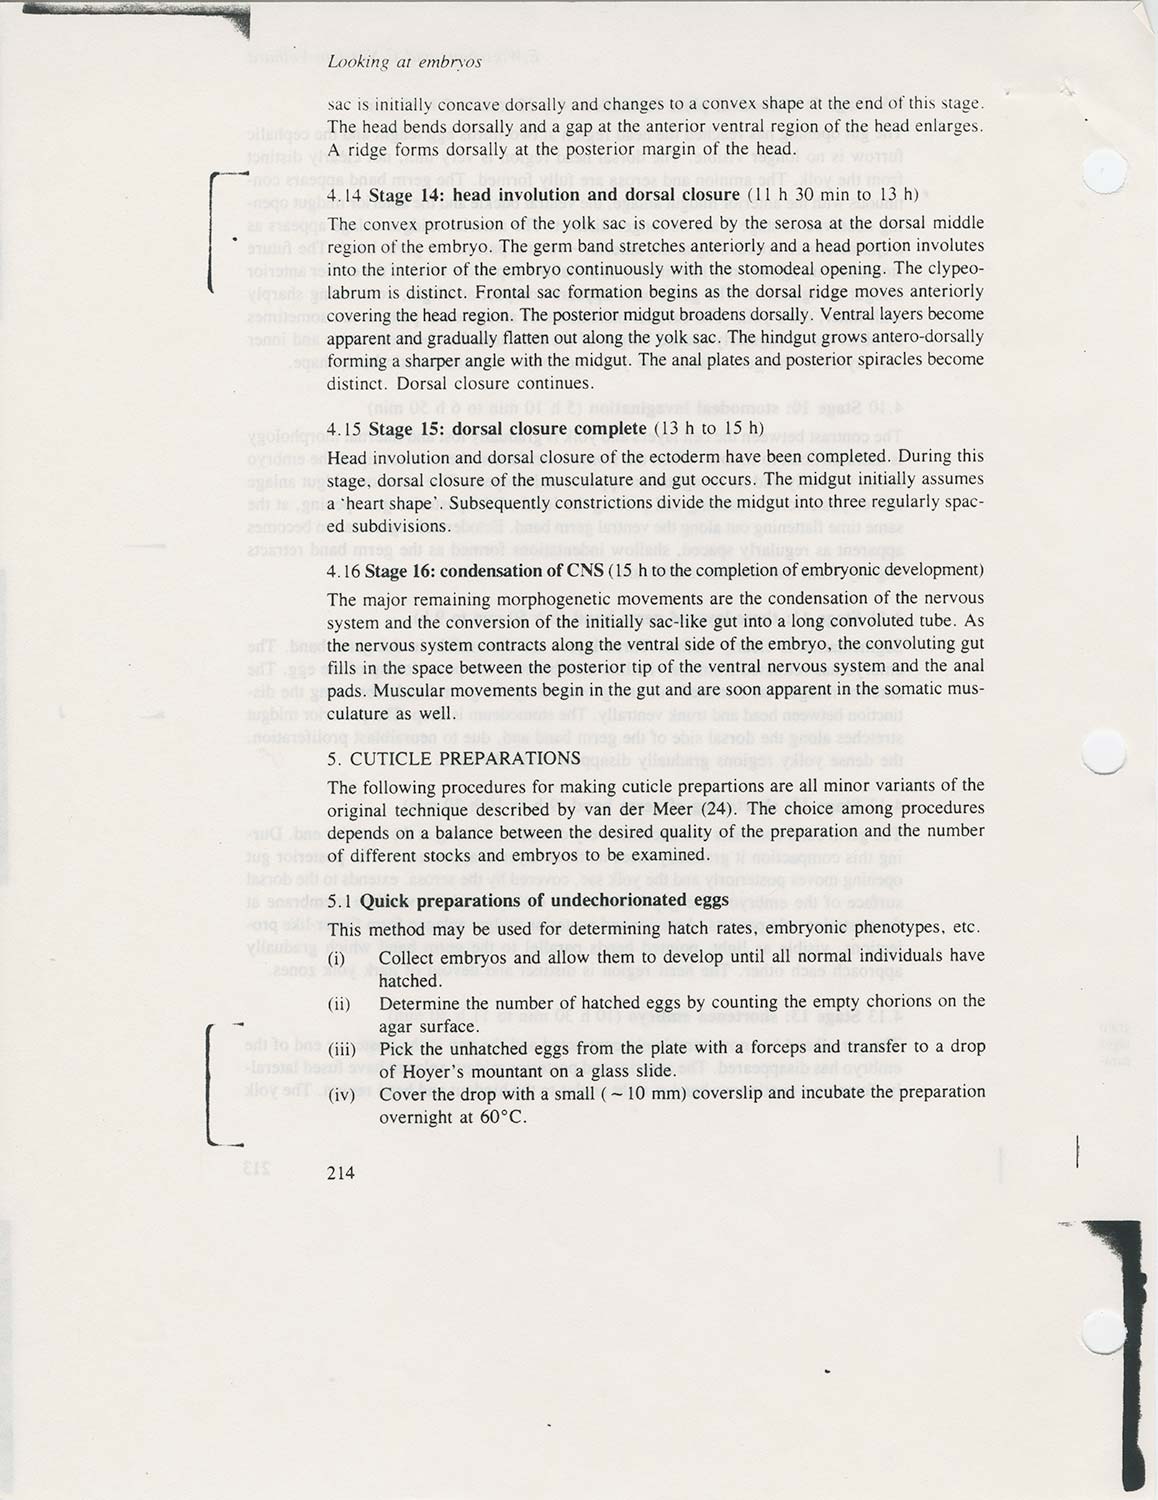 Looking at embryos
sac is initially concave dorsally and changes to a convex shape at the end of this stage.
The head bends dorsally and a gap at the anterior ventral region of the head enlarges.
A ridge forms dorsally at the posterior margin of the head.
4.14 Stage 14: head involution and dorsal closure (11 h 30 min to 13 h)
The convex protrusion of the yolk sac is covered by the serosa at the dorsal middle
region of the embryo. The germ band stretches anteriorly and a head portion involutes
into the interior of the embryo continuously with the stomodeal opening. The clypeo-
labrum is distinct. Frontal sac formation begins as the dorsal ridge moves anteriorly
covering the head region. The posterior midgut broadens dorsally. Ventral layers become
apparent and gradually flatten out along the yolk sac. The hindgut grows antero-dorsally
forming a sharper angle with the midgut. The anal plates and posterior spiracles become
distinct. Dorsal closure continues.
4.15 Stage 15: dorsal closure complete (13 h to 15 h)
Head involution and dorsal closure of the ectoderm have been completed. During this
stage, dorsal closure of the musculature and gut occurs. The midgut initially assumes
a 'heart shape'. Subsequently constrictions divide the midgut into three regularly spac-
ed subdivisions.
4.16 Stage 16: condensation of CNS (15 h to the completion of embryonic development)
The major remaining morphogenetic movements are the condensation of the nervous
system and the conversion of the initially sac-like gut into a long convoluted tube. As
the nervous system contracts along the ventral side of the embryo, the convoluting gut
fills in the space between the posterior tip of the ventral nervous system and the anal
pads. Muscular movements begin in the gut and are soon apparent in the somatic mus-
culature as well.
5. CUTICLE PREPARATIONS
The following procedures for making cuticle prepartions are all minor variants of the
original technique described by van der Meer (24). The choice among procedures
depends on a balance between the desired quality of the preparation and the number
of different stocks and embryos to be examined.
5.1 Quick preparations of undechorionated eggs
This method may be used for determining hatch rates, embryonic phenotypes, etc.
(i) Collect embryos and allow them to develop until all normal individuals have
hatched.
(ii) Determine the number of hatched eggs by counting the empty chorions on the
agar surface.
(iii) Pick the unhatched eggs from the plate with a forceps and transfer to a drop
of Hoyer's mountant on a glass slide.
(iv) Cover the drop with a small (~10 mm) coverslip and incubate the preparation
overnight at 60°C.
214